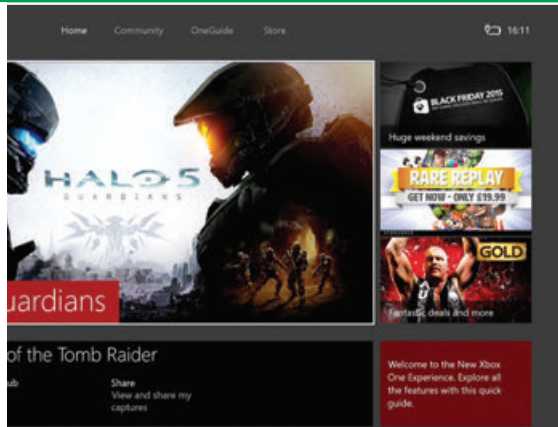 Home Community OneGuide Store 16:11
HALO 5
GUARDIANS
uardians
BLACK FRIDAY 2015
Huge weekend savings
RARE REPLAY
GET NOW - ONLY £19.99
GOLD
Fantastic deals and more
of the Tomb Raider
ub
Share
View and share my
captures
Welcome to the New Xbox
One Experience. Explore all
the features with this quick
guide.